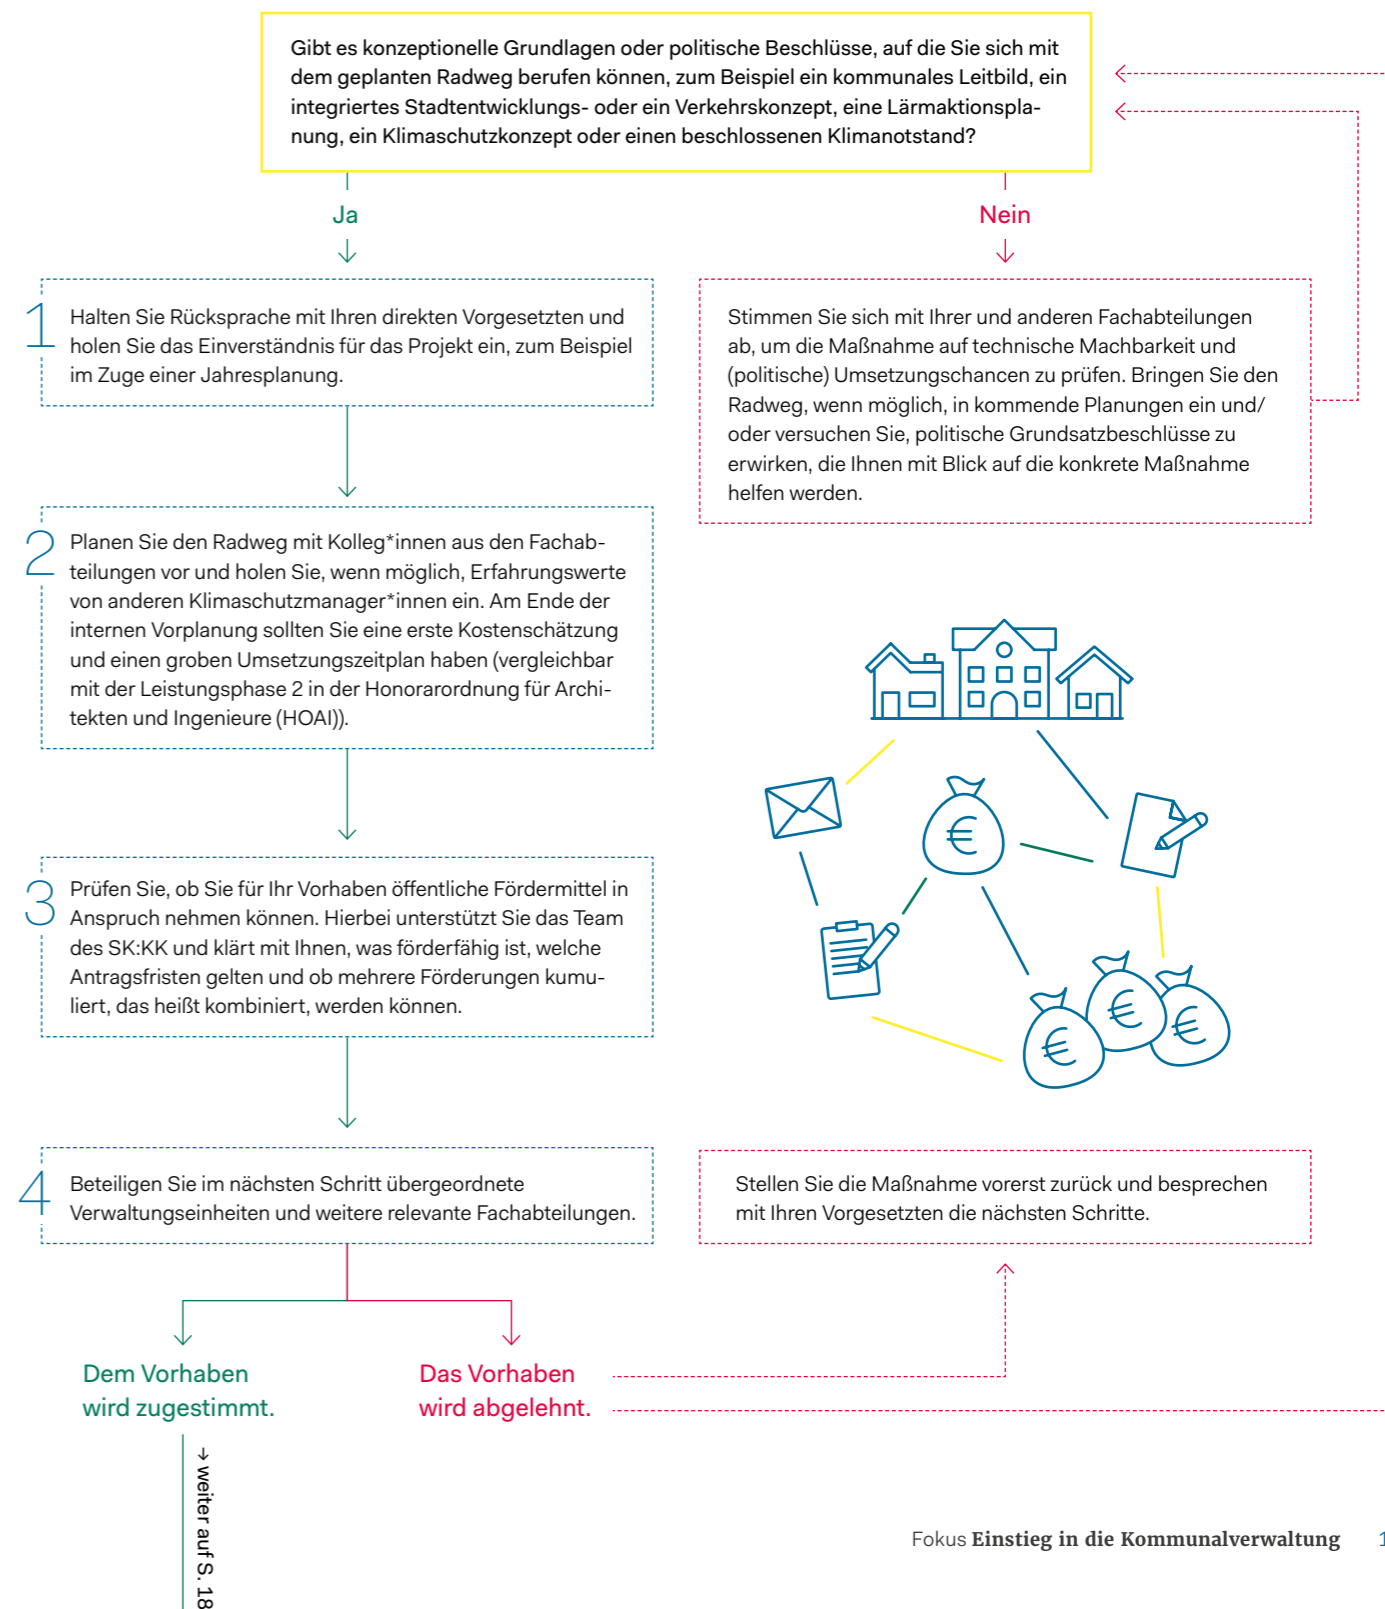 Gibt es konzeptionelle Grundlagen oder politische Beschlüsse, auf die Sie sich mit
dem geplanten Radweg berufen können, zum Beispiel ein kommunales Leitbild, ein
integriertes Stadtentwicklungs- oder ein Verkehrskonzept, eine Lärmaktionspla-
nung, ein Klimaschutzkonzept oder einen beschlossenen Klimanotstand?
Ja
Nein
1
Halten Sie Rücksprache mit Ihren direkten Vorgesetzten und
holen Sie das Einverständnis für das Projekt ein, zum Beispiel
im Zuge einer Jahresplanung.
Stimmen Sie sich mit Ihrer und anderen Fachabteilungen
ab, um die Maßnahme auf technische Machbarkeit und
(politische) Umsetzungschancen zu prüfen. Bringen Sie den
Radweg, wenn möglich, in kommende Planungen ein und/
oder versuchen Sie, politische Grundsatzbeschlüsse zu
erwirken, die Ihnen mit Blick auf die konkrete Maßnahme
helfen werden.
2
Planen Sie den Radweg mit Kolleg*innen aus den Fachab-
teilungen vor und holen Sie, wenn möglich, Erfahrungswerte
von anderen Klimaschutzmanager*innen ein. Am Ende der
internen Vorplanung sollten Sie eine erste Kostenschätzung
und einen groben Umsetzungszeitplan haben (vergleichbar
mit der Leistungsphase 2 in der Honorarordnung für Archi-
tekten und Ingenieure (HOAI)).
3
Prüfen Sie, ob Sie für Ihr Vorhaben öffentliche Fördermittel in
Anspruch nehmen können. Hierbei unterstützt Sie das Team
des SK:KK und klärt mit Ihnen, was förderfähig ist, welche
Antragsfristen gelten und ob mehrere Förderungen kumu-
liert, das heißt kombiniert, werden können.
€
€
€
€
4
Beteiligen Sie im nächsten Schritt übergeordnete
Verwaltungseinheiten und weitere relevante Fachabteilungen.
Stellen Sie die Maßnahme vorerst zurück und besprechen
mit Ihren Vorgesetzten die nächsten Schritte.
Dem Vorhaben
wird zugestimmt.
Das Vorhaben
wird abgelehnt.
→ weiter auf S. 18
Fokus Einstieg in die Kommunalverwaltung